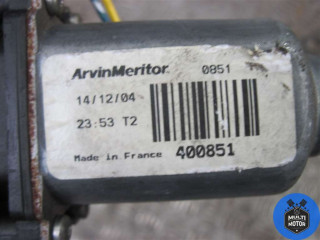 ArvinMeritor 0851
14/12/04
23:53 T2
Made in France 400851
MULTI
MOTOR